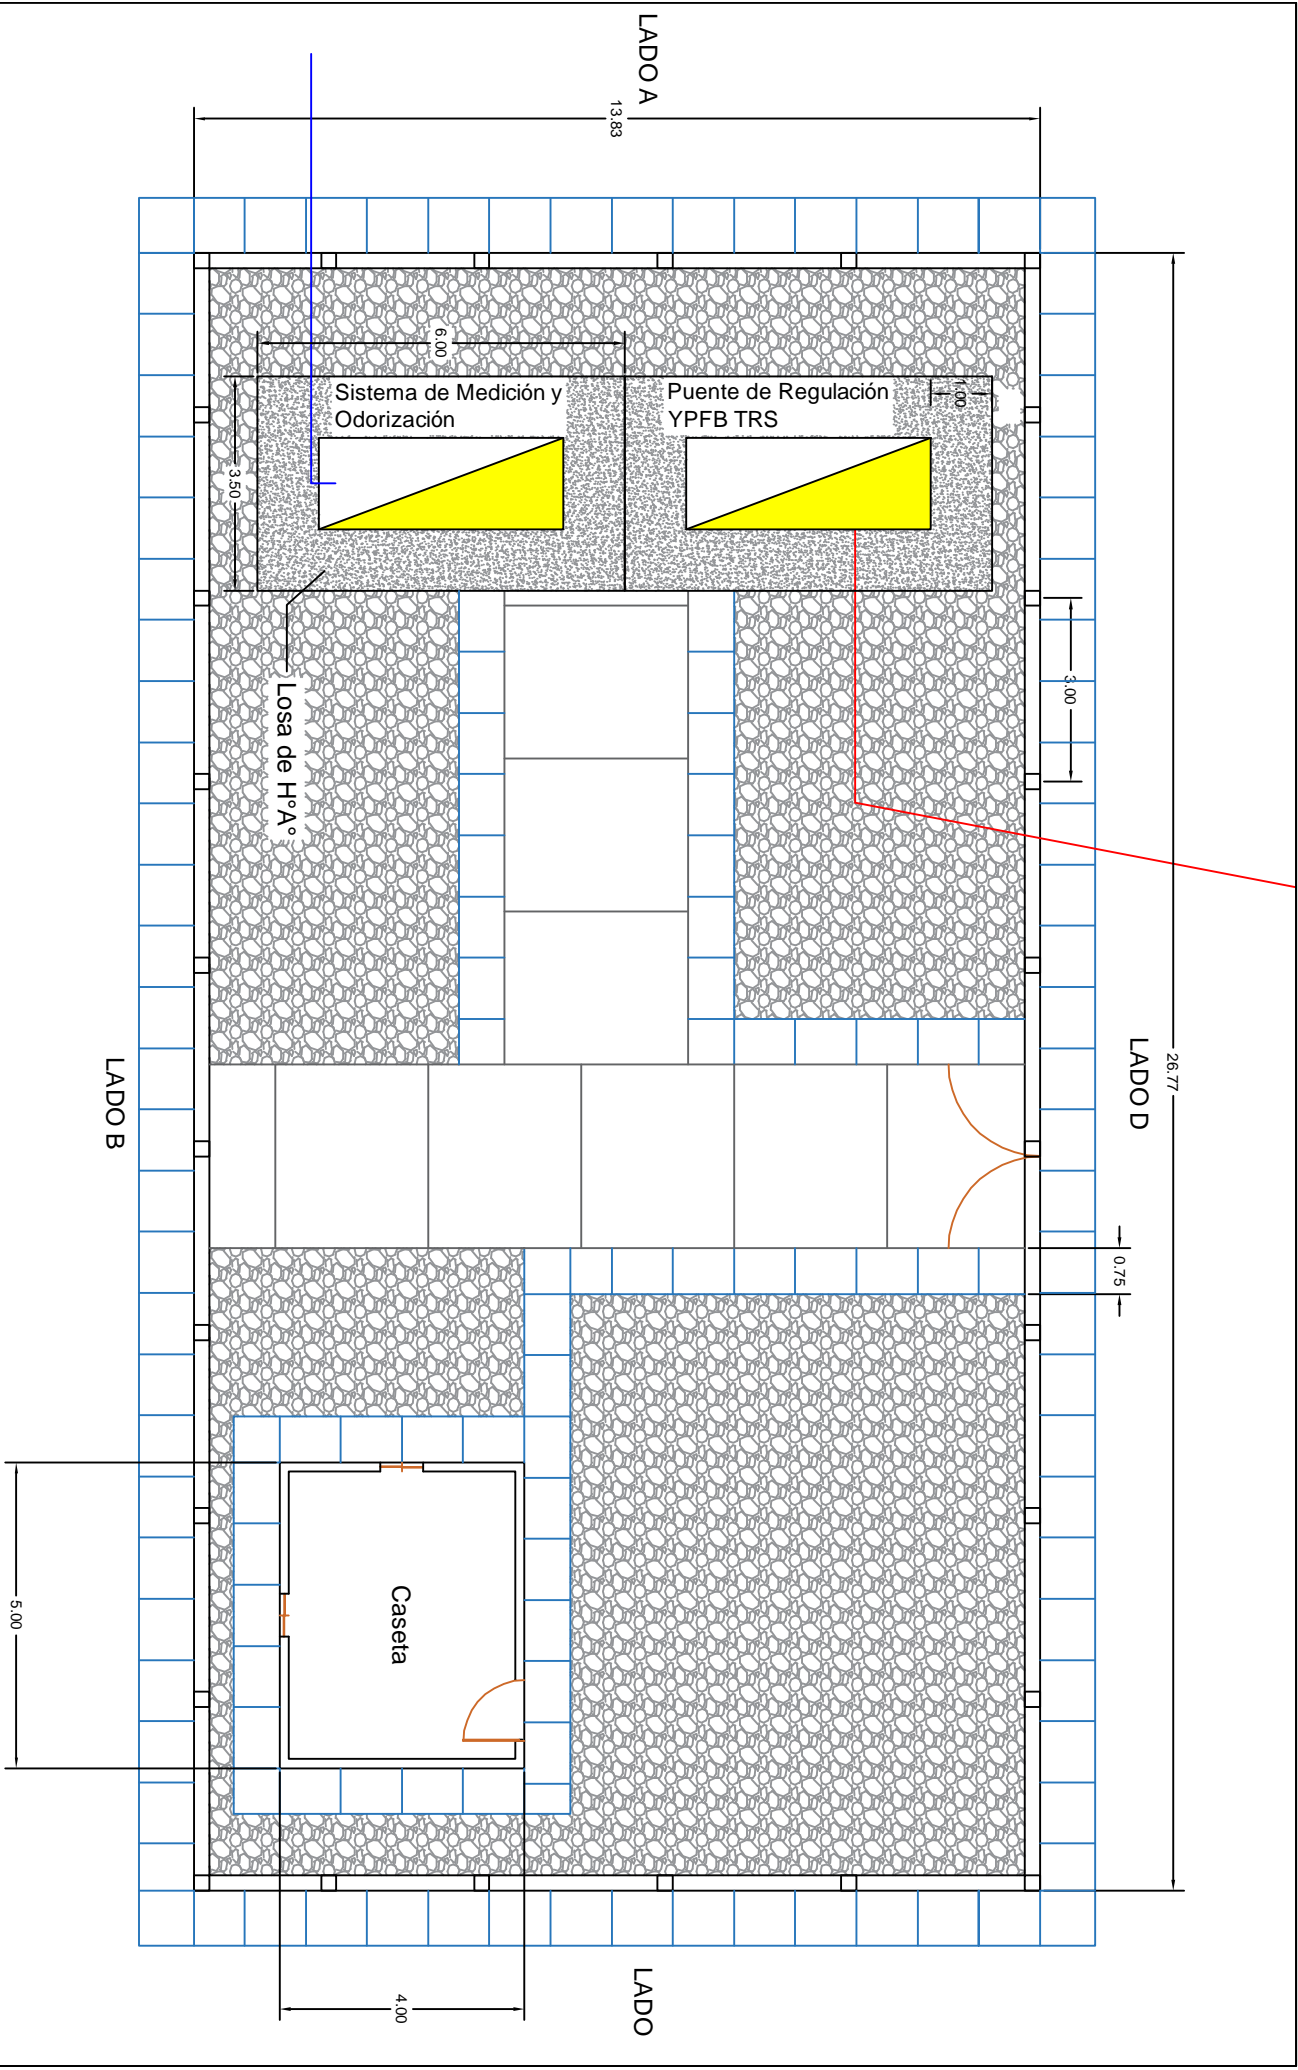 LADO A
13.83
6.00
Sistema de Medición y
Odorización
Puente de Regulación
YPFB TRS
1.00
3.50
Losa de H°A°
3.00
26.77
LADO D
LADO B
0.75
5.00
Caseta
LADO
4.00